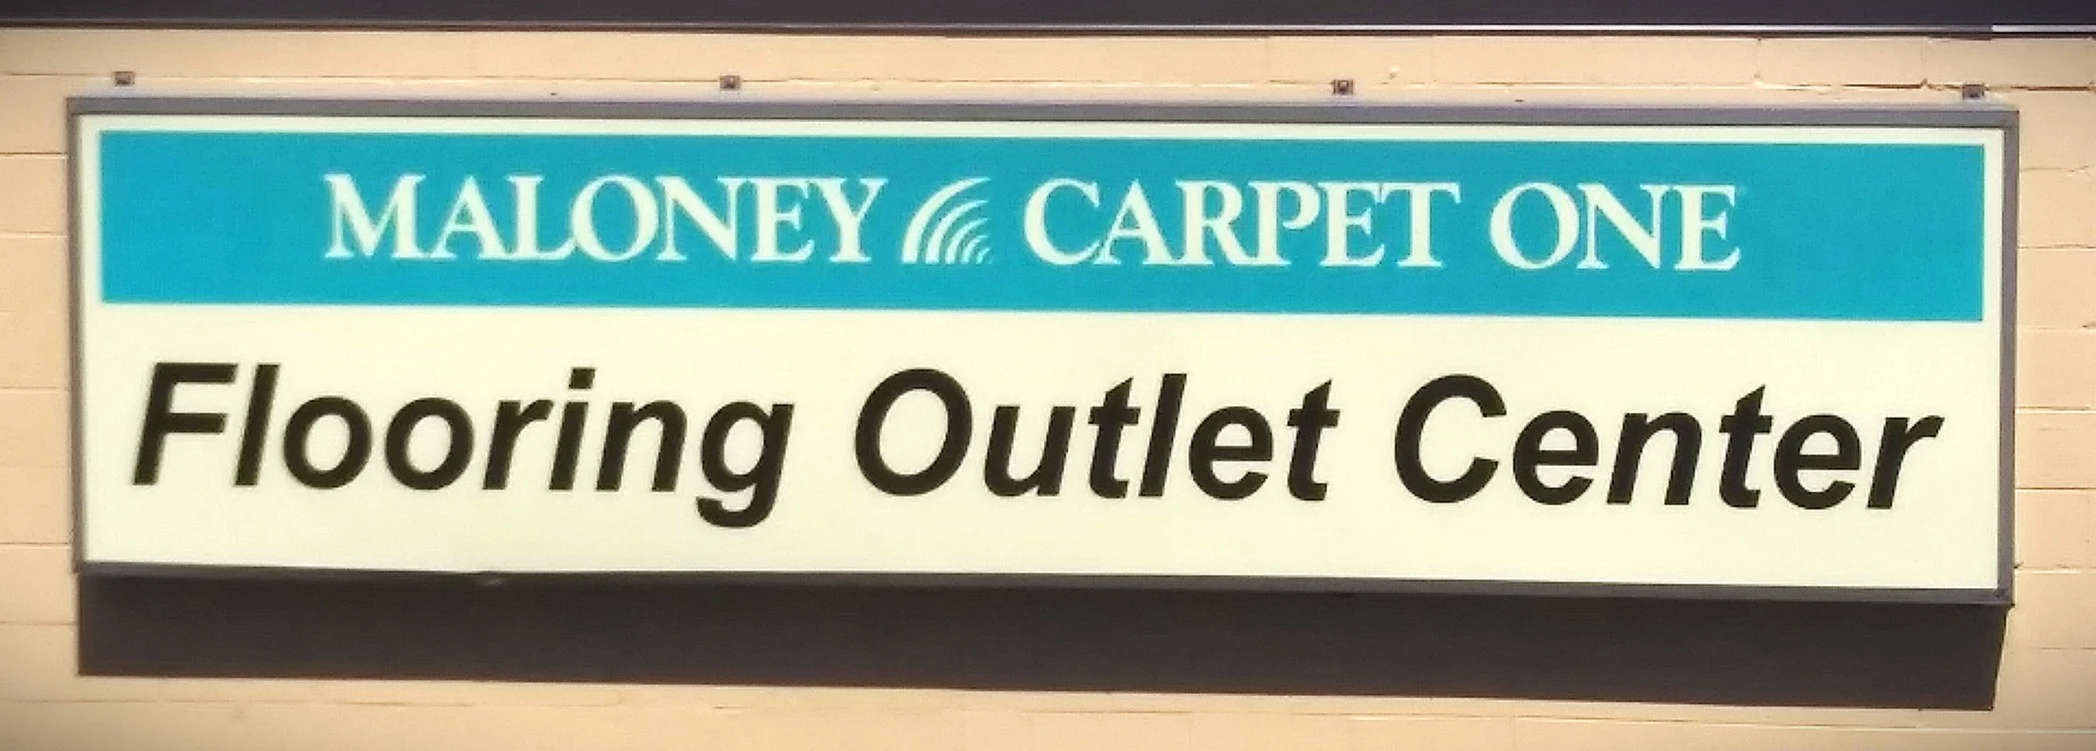 MALONEY CARPET ONE
Flooring Outlet Center